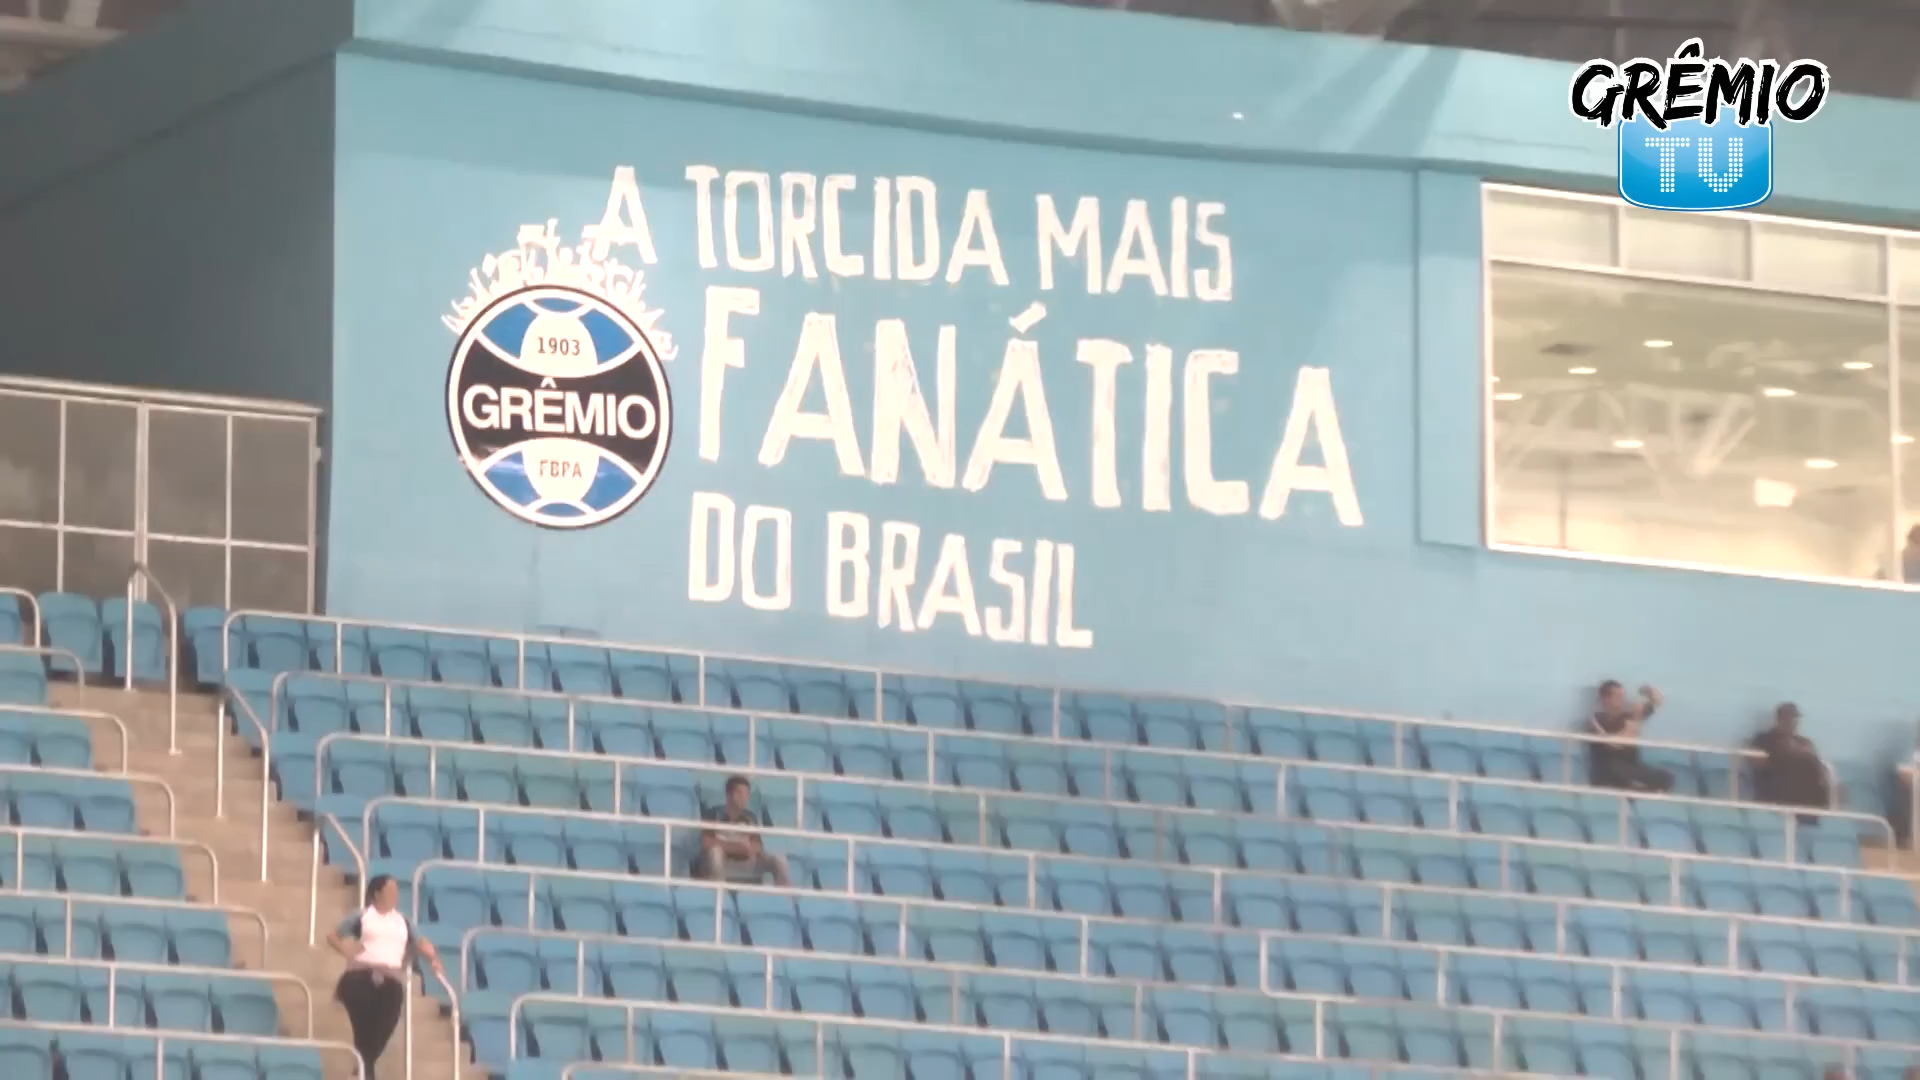 GRÊMIO
TV
A TORCIDA MAIS
FANÁTICA
DO BRASIL
1903
GRÊMIO
FBPA